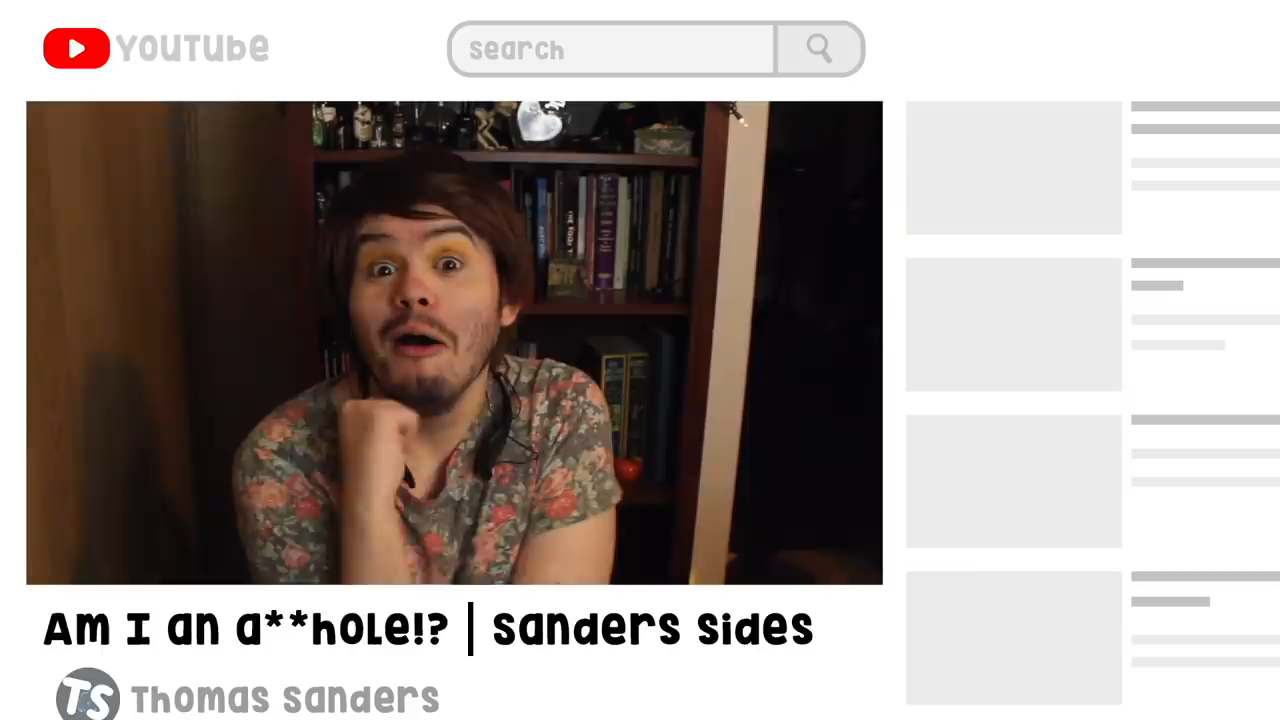 YouTube
search
Am I an a**hole!? | Sanders Sides
TS
Thomas Sanders